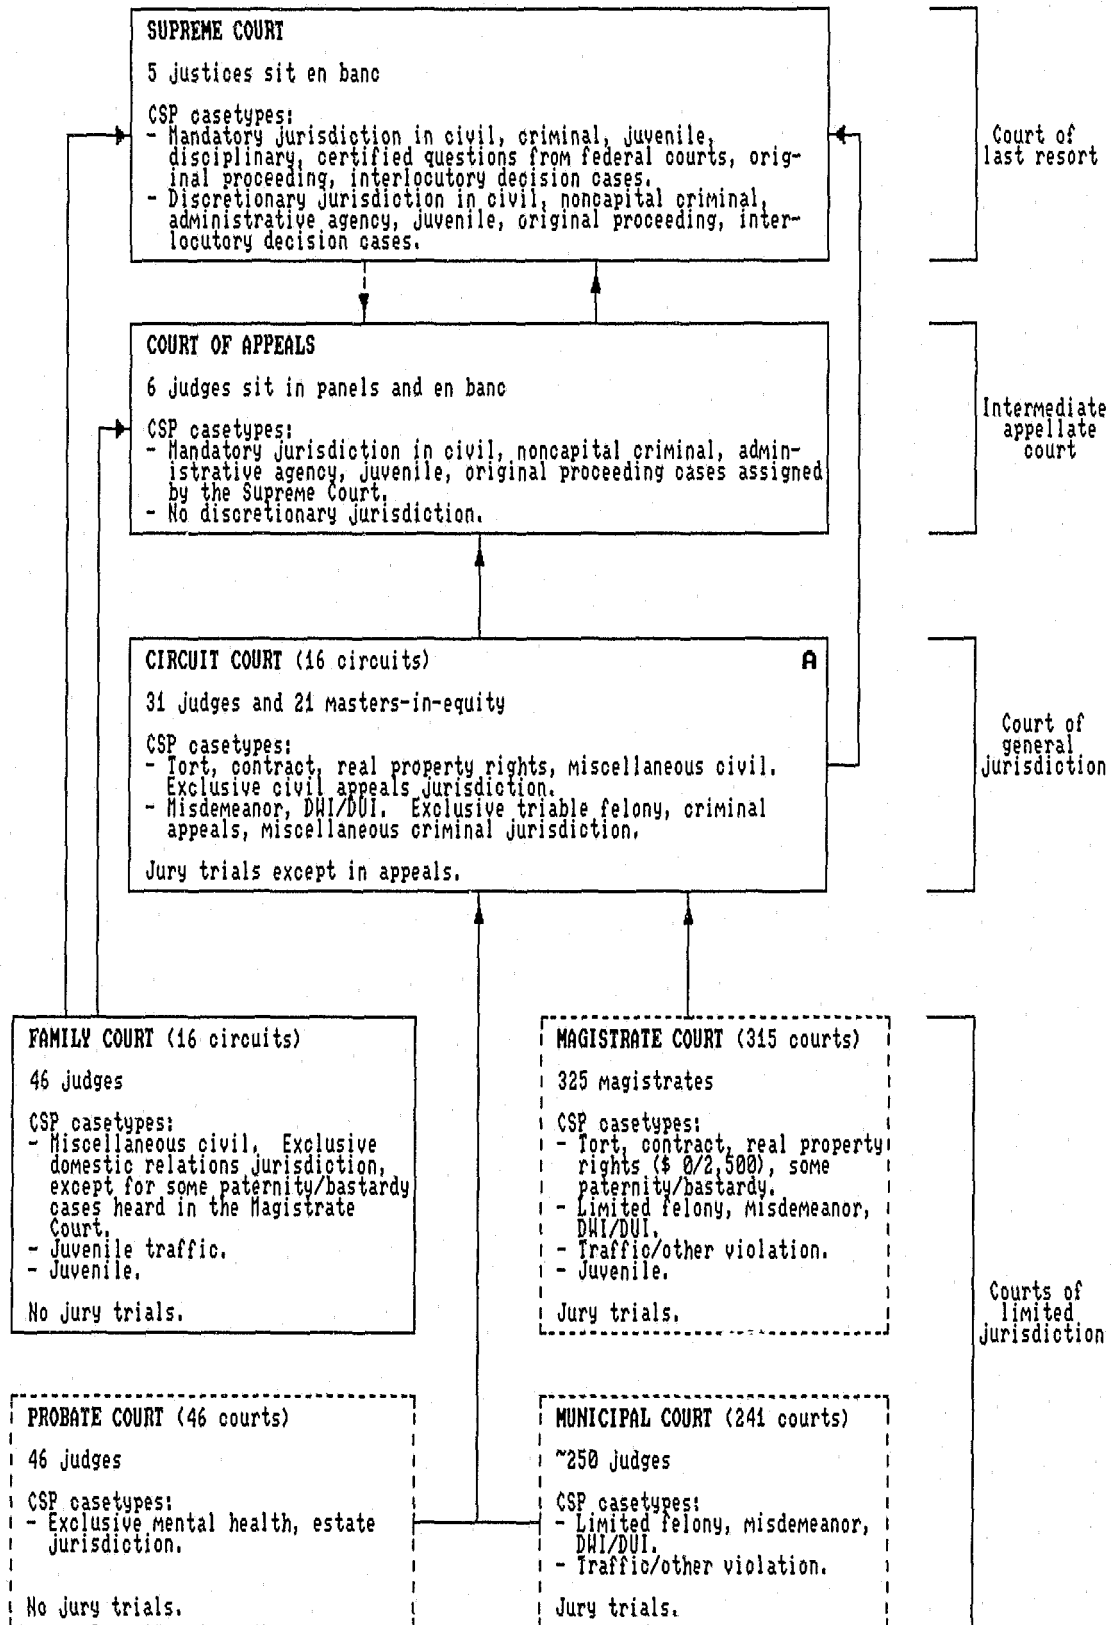 SUPREME COURT
5 justices sit en banc
CSP casetypes:
- Mandatory jurisdiction in civil, criminal, juvenile,
disciplinary, certified questions from federal courts, orig-
inal proceeding, interlocutory decision cases.
- Discretionary jurisdiction in civil, noncapital criminal,
administrative agency, juvenile, original proceeding, inter-
locutory decision cases.
Court of
last resort
COURT OF APPEALS
6 judges sit in panels and en banc
CSP casetypes:
- Mandatory jurisdiction in civil, noncapital criminal, admin-
istrative agency, juvenile, original proceeding cases assigned
by the Supreme Court.
- No discretionary jurisdiction.
Intermediate
appellate
court
CIRCUIT COURT (16 circuits) A
31 judges and 21 masters-in-equity
CSP casetypes:
- Tort, contract, real property rights, miscellaneous civil.
Exclusive civil appeals jurisdiction.
- Misdemeanor, DWI/DUI. Exclusive triable felony, criminal
appeals, miscellaneous criminal jurisdiction.
Jury trials except in appeals.
Court of
general
jurisdiction
FAMILY COURT (16 circuits)
46 judges
CSP casetypes:
- Miscellaneous civil. Exclusive
domestic relations jurisdiction,
except for some paternity/bastardy
cases heard in the Magistrate
Court.
- Juvenile traffic.
- Juvenile.
No jury trials.
MAGISTRATE COURT (315 courts)
325 magistrates
CSP casetypes:
- Tort, contract, real property
rights ($ 0/2,500), some
paternity/bastardy.
- Limited felony, misdemeanor,
DWI/DUI.
- Traffic/other violation.
- Juvenile.
Jury trials.
Courts of
limited
jurisdiction
PROBATE COURT (46 courts)
46 judges
CSP casetypes:
- Exclusive mental health, estate
jurisdiction.
No jury trials.
MUNICIPAL COURT (241 courts)
~250 judges
CSP casetypes:
- Limited felony, misdemeanor,
DWI/DUI.
- Traffic/other violation.
Jury trials.